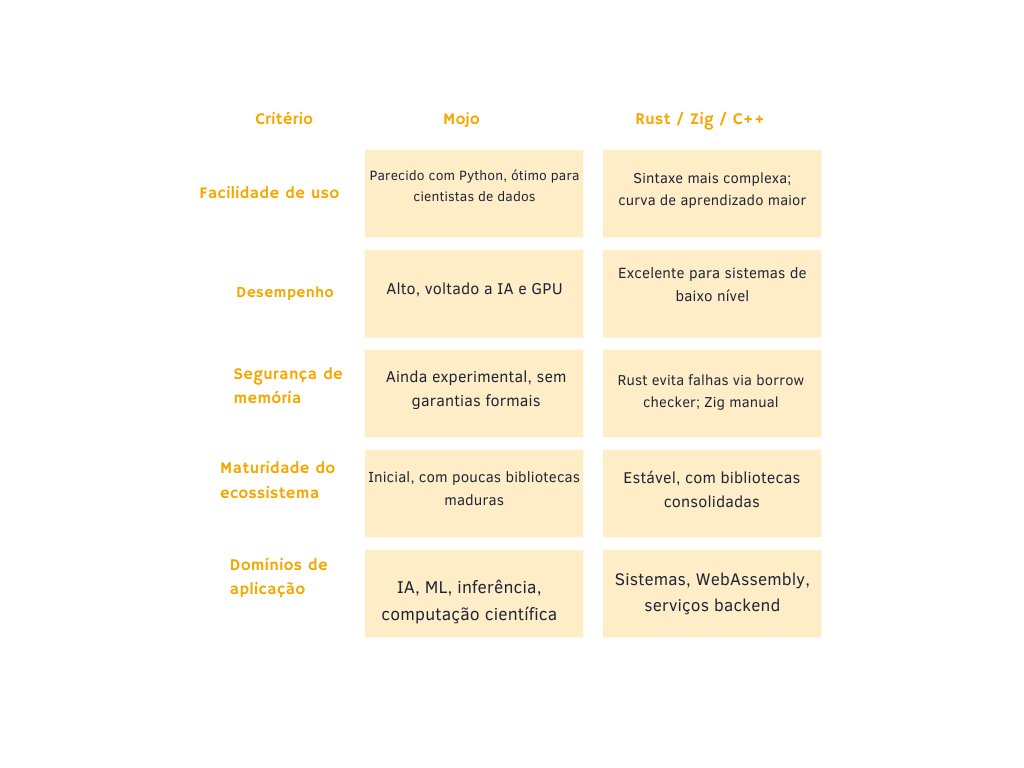 Critério
Mojo
Rust / Zig / C++
Facilidade de uso
Parecido com Python, ótimo para
cientistas de dados
Sintaxe mais complexa;
curva de aprendizado maior
Desempenho
Alto, voltado a IA e GPU
Excelente para sistemas de
baixo nível
Segurança de
memória
Ainda experimental, sem
garantias formais
Rust evita falhas via borrow
checker; Zig manual
Maturidade do
ecossistema
Inicial, com poucas bibliotecas
maduras
Estável, com bibliotecas
consolidadas
Domínios de
aplicação
IA, ML, inferência,
computação científica
Sistemas, WebAssembly,
serviços backend